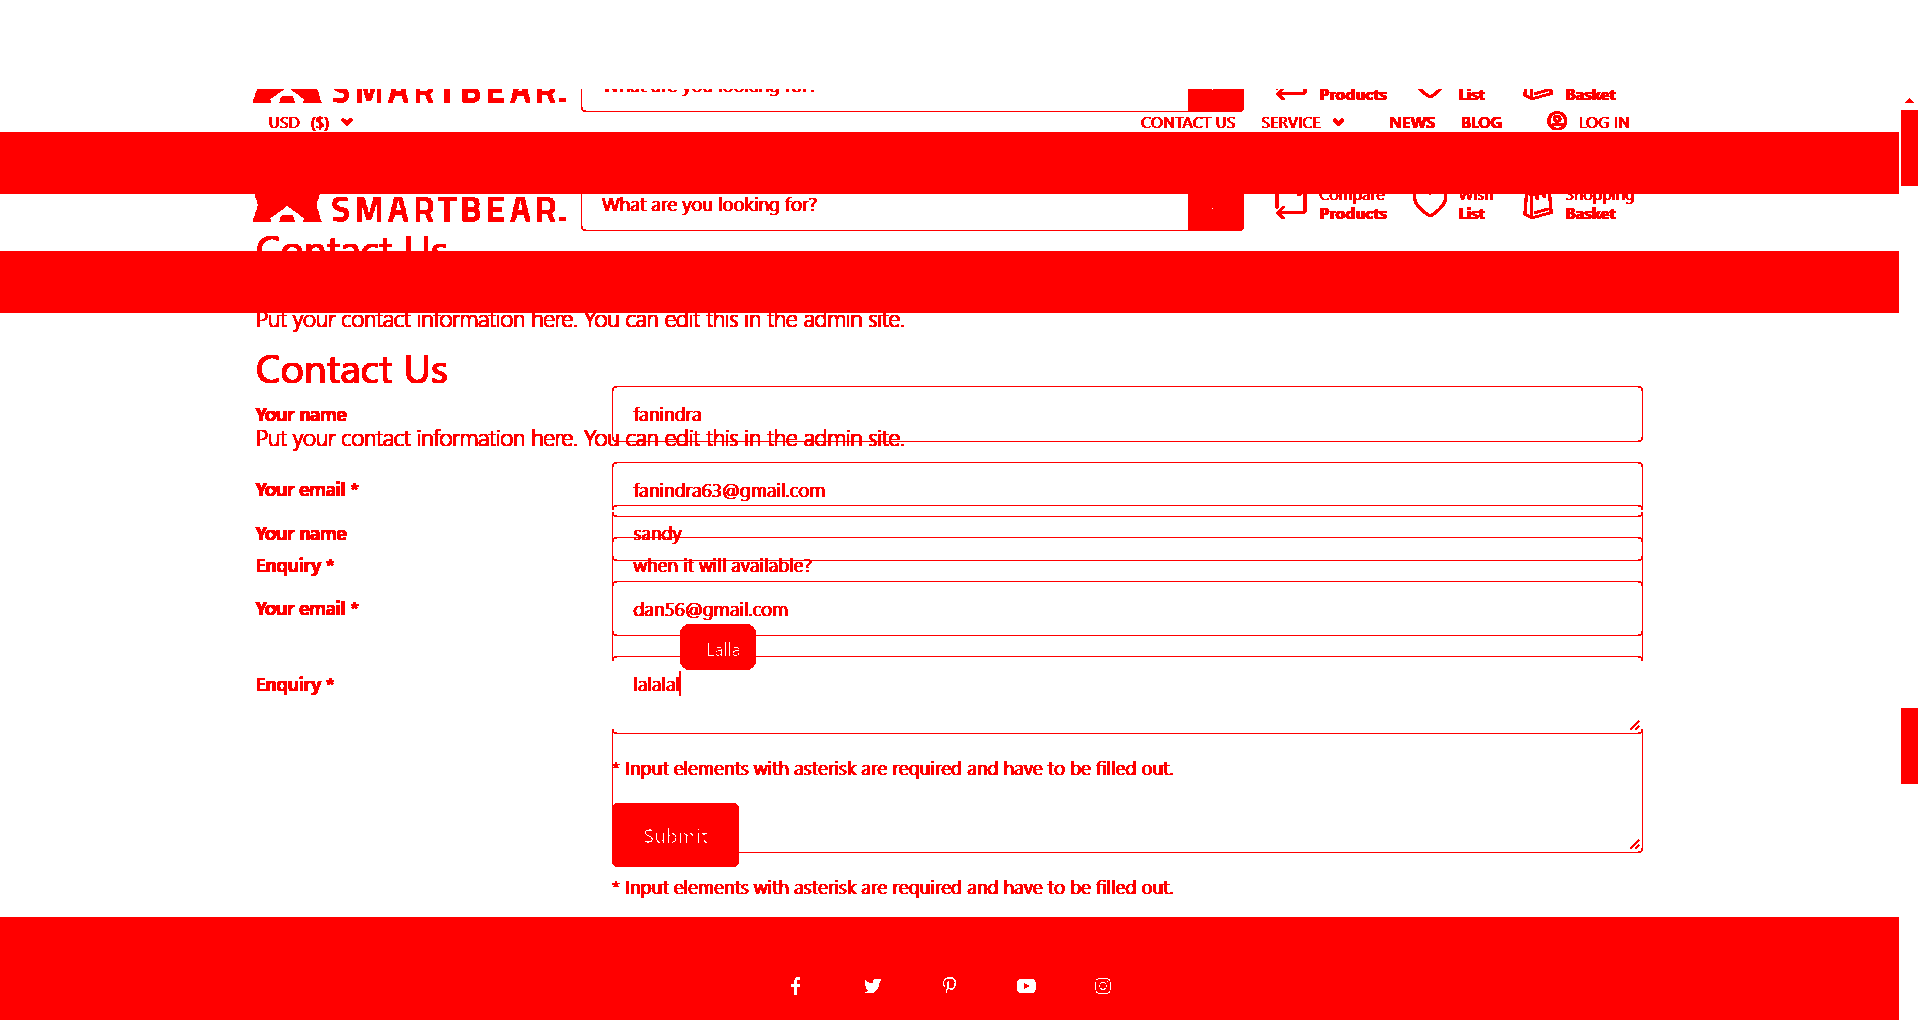 SMARTBEAR. What are you looking for? Products List Basket
USD ($) CONTACT US SERVICE NEWS BLOG LOG IN
Compare Wish Shopping
SMARTBEAR. What are you looking for? Products List Basket
Contact Us
Put your contact information here. You can edit this in the admin site.
Contact Us
Your name fanindra
Put your contact information here. You can edit this in the admin site.
Your email * fanindra63@gmail.com
Your name sandy
Enquiry * when it will available?
Your email * dan56@gmail.com
Lalla
Enquiry * lalalal
* Input elements with asterisk are required and have to be filled out.
Submit
* Input elements with asterisk are required and have to be filled out.